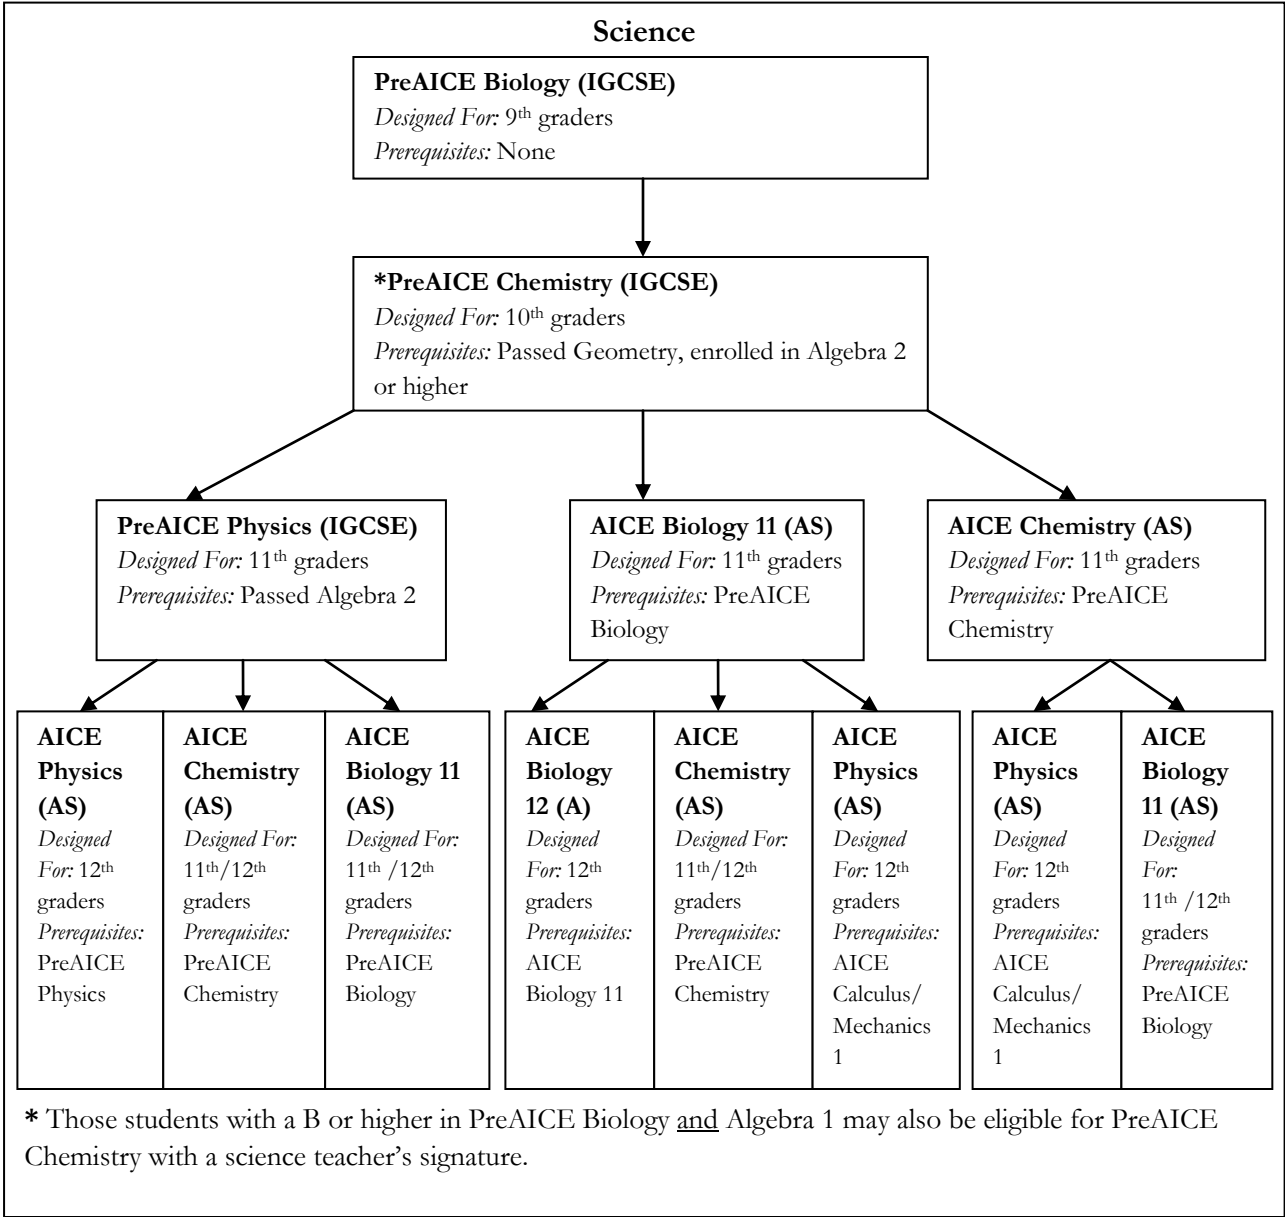 Science
PreAICE Biology (IGCSE)
Designed For: 9th graders
Prerequisites: None
*PreAICE Chemistry (IGCSE)
Designed For: 10th graders
Prerequisites: Passed Geometry, enrolled in Algebra 2
or higher
PreAICE Physics (IGCSE)
Designed For: 11th graders
Prerequisites: Passed Algebra 2
AICE Biology 11 (AS)
Designed For: 11th graders
Prerequisites: PreAICE
Biology
AICE Chemistry (AS)
Designed For: 11th graders
Prerequisites: PreAICE
Chemistry
AICE
Physics
(AS)
Designed
For: 12th
graders
Prerequisites:
PreAICE
Physics
AICE
Chemistry
(AS)
Designed For:
11th/12th
graders
Prerequisites:
PreAICE
Chemistry
AICE
Biology 11
(AS)
Designed For:
11th /12th
graders
Prerequisites:
PreAICE
Biology
AICE
Biology
12 (A)
Designed
For: 12th
graders
Prerequisites:
AICE
Biology 11
AICE
Chemistry
(AS)
Designed For:
11th/12th
graders
Prerequisites:
PreAICE
Chemistry
AICE
Physics
(AS)
Designed
For: 12th
graders
Prerequisites:
AICE
Calculus/
Mechanics
1
AICE
Physics
(AS)
Designed
For: 12th
graders
Prerequisites:
AICE
Calculus/
Mechanics
1
AICE
Biology
11 (AS)
Designed
For:
11th /12th
graders
Prerequisites:
PreAICE
Biology
* Those students with a B or higher in PreAICE Biology and Algebra 1 may also be eligible for PreAICE
Chemistry with a science teacher's signature.